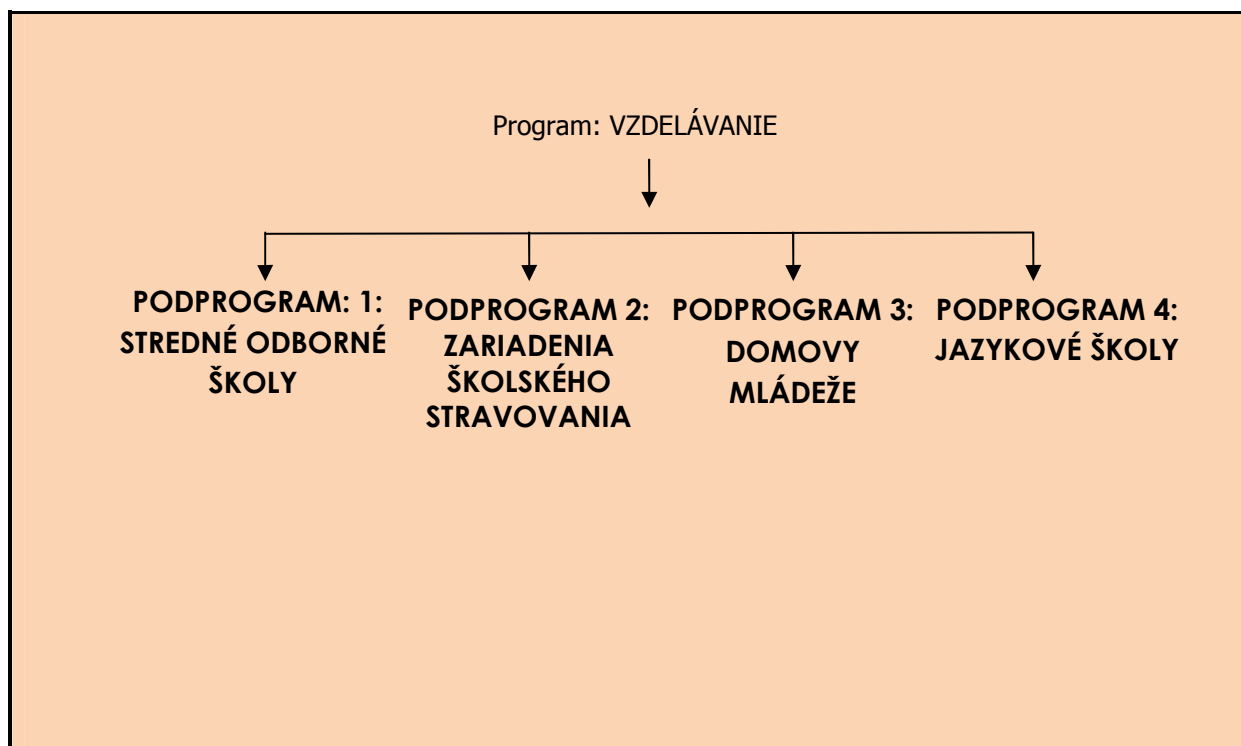 Program: VZDELÁVANIE
PODPROGRAM: 1:
STREDNÉ ODBORNÉ
ŠKOLY
PODPROGRAM 2:
ZARIADENIA
ŠKOLSKÉHO
STRAVOVANIA
PODPROGRAM 3:
DOMOVY
MLÁDEŽE
PODPROGRAM 4:
JAZYKOVÉ ŠKOLY